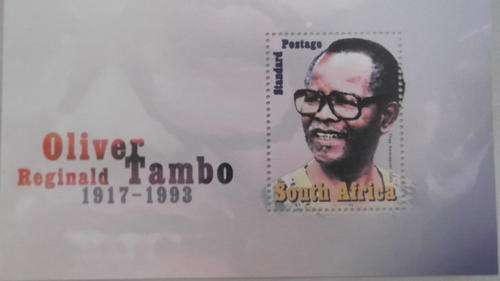 Oliver
Reginald Tambo
1917-1993
Standard
Postage
South Africa